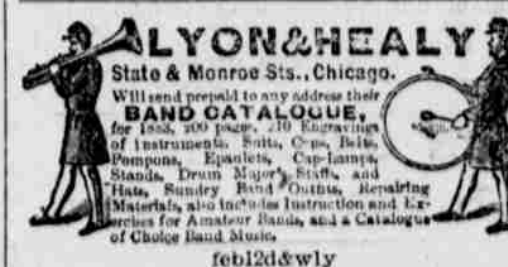 LYON & HEALY
State & Monroe Sts., Chicago.
Will send prepaid to any address their
BAND CATALOGUE,
for 1883, 200 pages, 210 Engravings
of Instruments, Suits, Caps, Belts,
Pompons, Epaulets, Cap-Lamps,
Stands, Drum Major's Staffs, and
Hats, Sundry Band Outfits, Repairing
Materials, also includes Instruction and Ex-
ercises for Amateur Bands, and a Catalogue
of Choice Band Music.
feb12d&wly